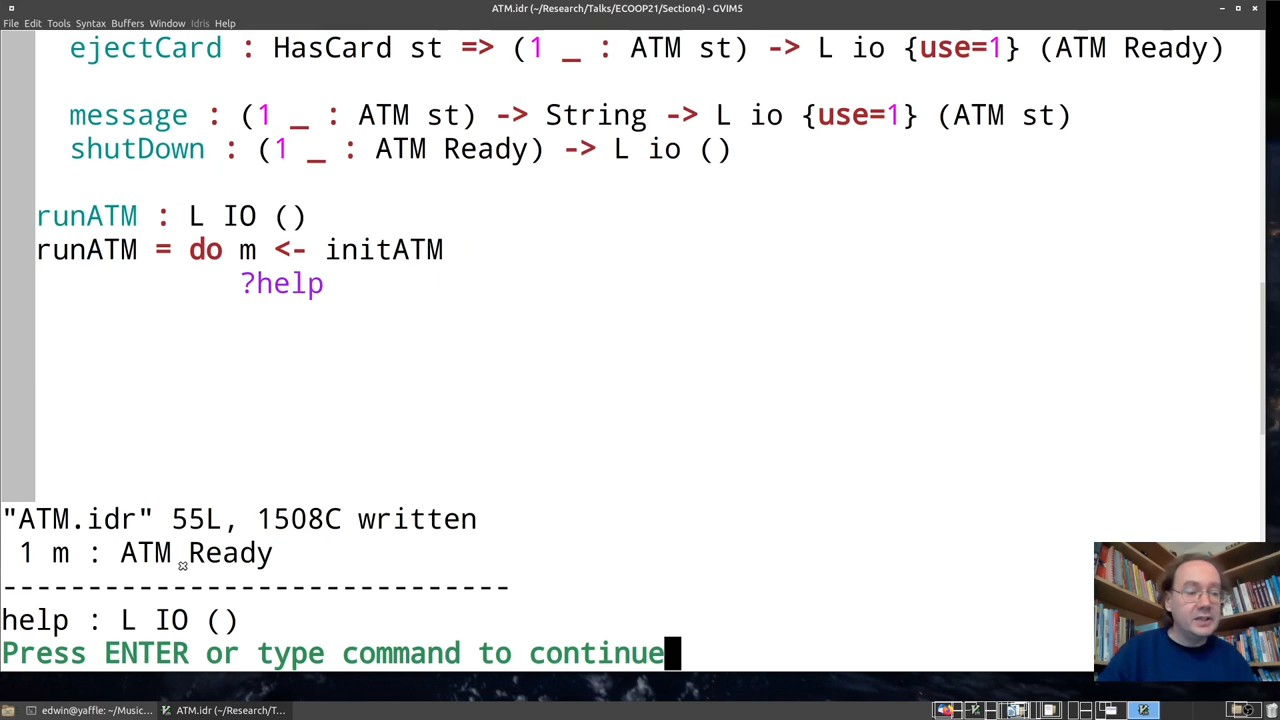 ATM.idr (~/Research/Talks/ECOOP21/Section4) - GVIM5
File Edit Tools Syntax Buffers Window Idris Help
ejectCard : HasCard st => (1 _ : ATM st) -> L io {use=1} (ATM Ready)
message : (1 _ : ATM st) -> String -> L io {use=1} (ATM st)
shutDown : (1 _ : ATM Ready) -> L io ()
runATM : L IO ()
runATM = do m <- initATM
?help
"ATM.idr" 55L, 1508C written
1 m : ATM Ready
------------------------------
help : L IO ()
Press ENTER or type command to continue
edwin@yaffle: ~/Music... ATM.idr (~/Research/T...